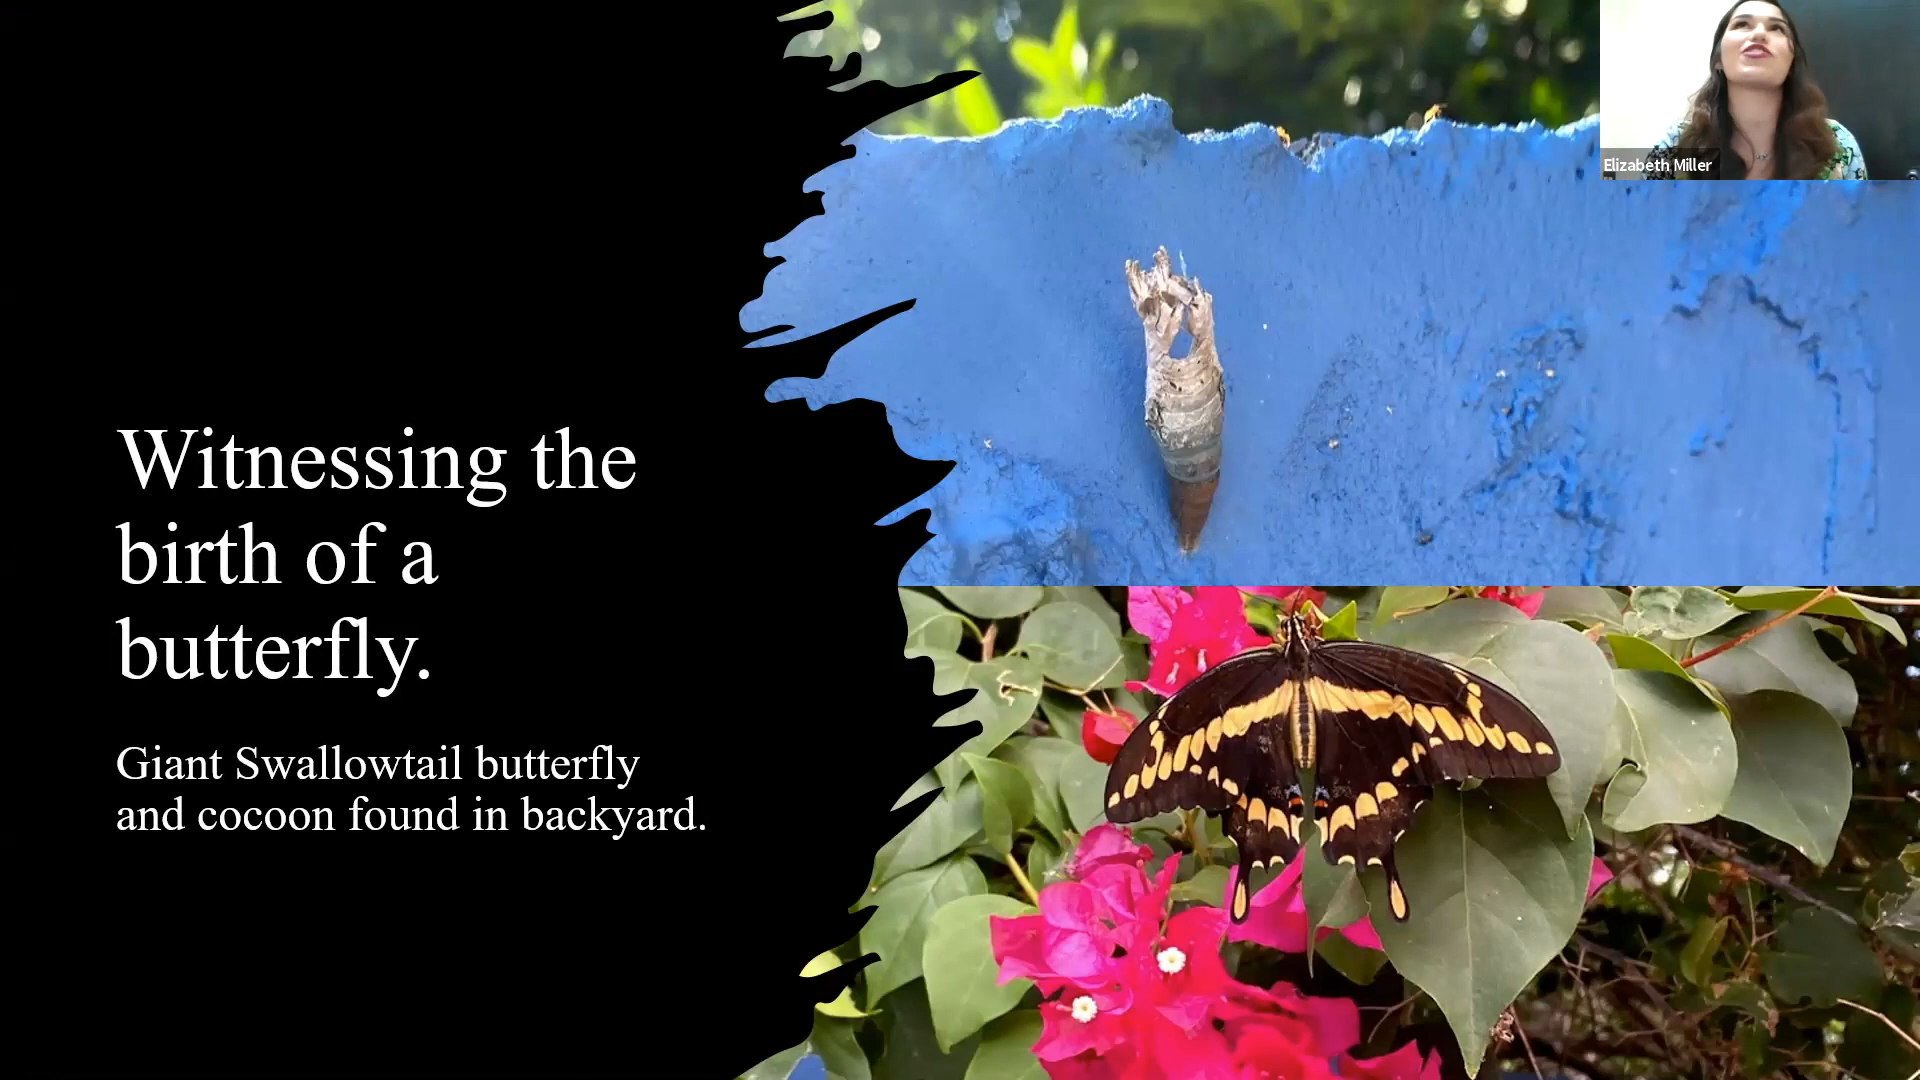 Witnessing the
birth of a
butterfly.
Giant Swallowtail butterfly
and cocoon found in backyard.
Elizabeth Miller